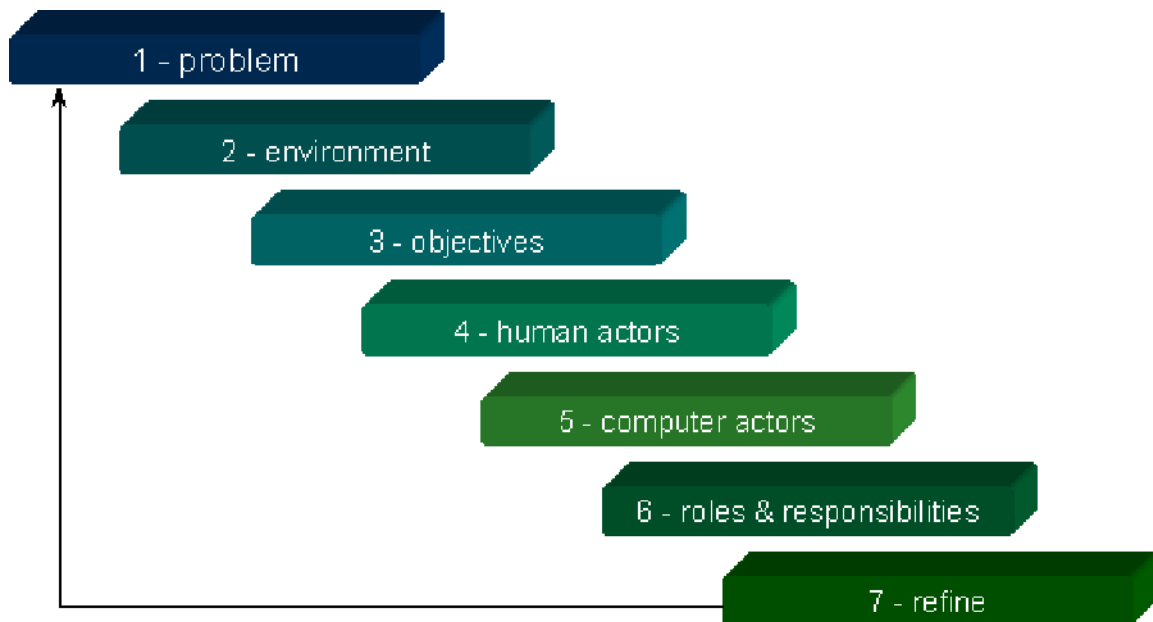 1 - problem
2 - environment
3 - objectives
4 - human actors
5 - computer actors
6 - roles & responsibilities
7 - refine